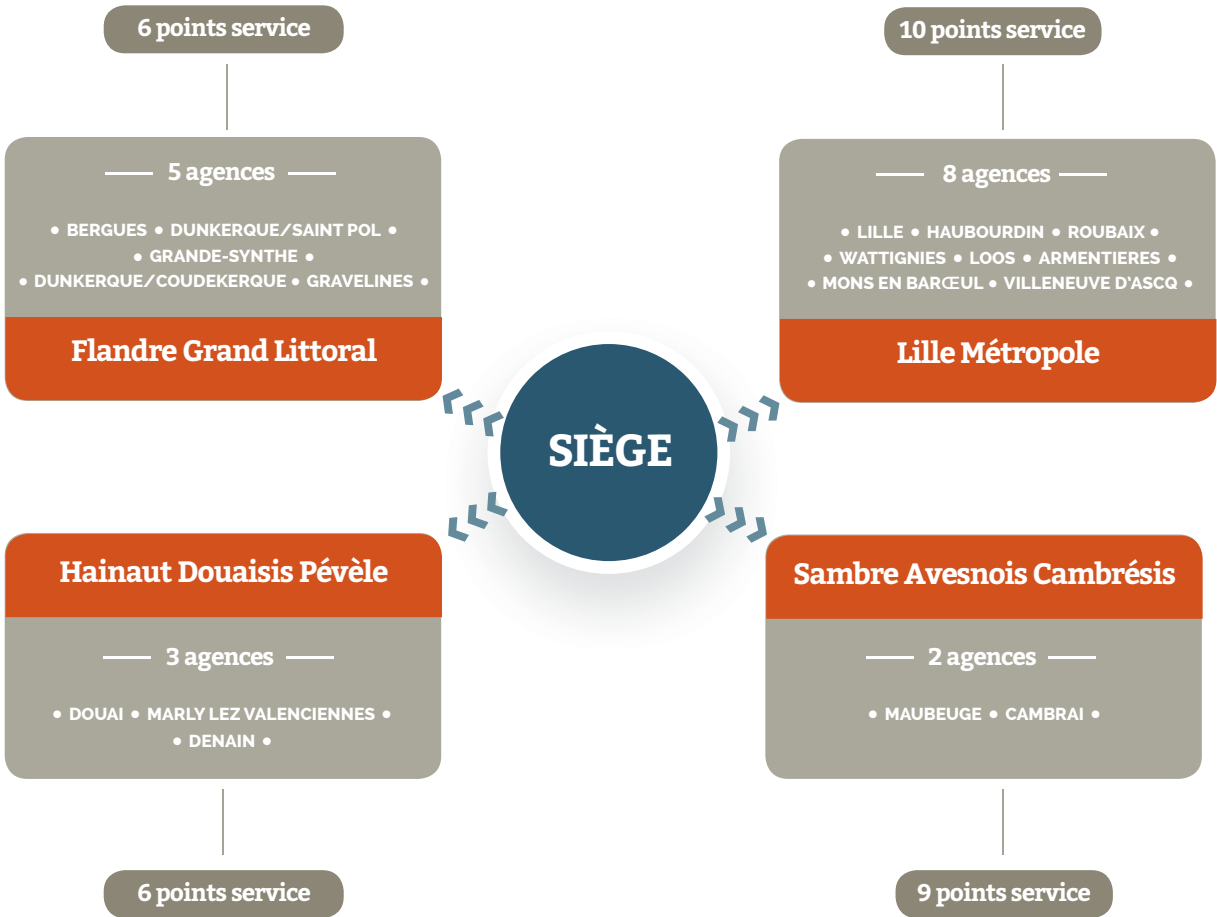 6 points service
5 agences
• BERGUES • DUNKERQUE/SAINT POL •
• GRANDE-SYNTHE •
• DUNKERQUE/COUDEKERQUE • GRAVELINES •
Flandre Grand Littoral
10 points service
8 agences
• LILLE • HAUBOURDIN • ROUBAIX •
• WATTIGNIES • LOOS • ARMENTIERES •
• MONS EN BARŒUL • VILLENEUVE D'ASCQ •
Lille Métropole
SIÈGE
Hainaut Douaisis Pévèle
3 agences
• DOUAI • MARLY LEZ VALENCIENNES •
• DENAIN •
6 points service
Sambre Avesnois Cambrésis
2 agences
• MAUBEUGE • CAMBRAI •
9 points service